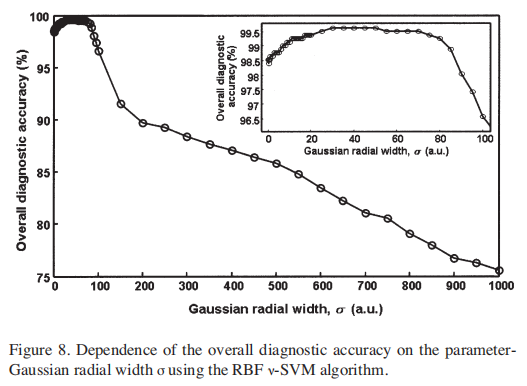 100
95
90
85
80
75
Overall diagnostic accuracy (%)
0 100 200 300 400 500 600 700 800 900 1000
Gaussian radial width, σ (a.u.)
99.5
99
98.5
98
97.5
97
96.5
Overall diagnostic
accuracy (%)
0 20 40 60 80 100
Gaussian radial width, σ (a.u.)
Figure 8. Dependence of the overall diagnostic accuracy on the parameter-
Gaussian radial width σ using the RBF ν-SVM algorithm.